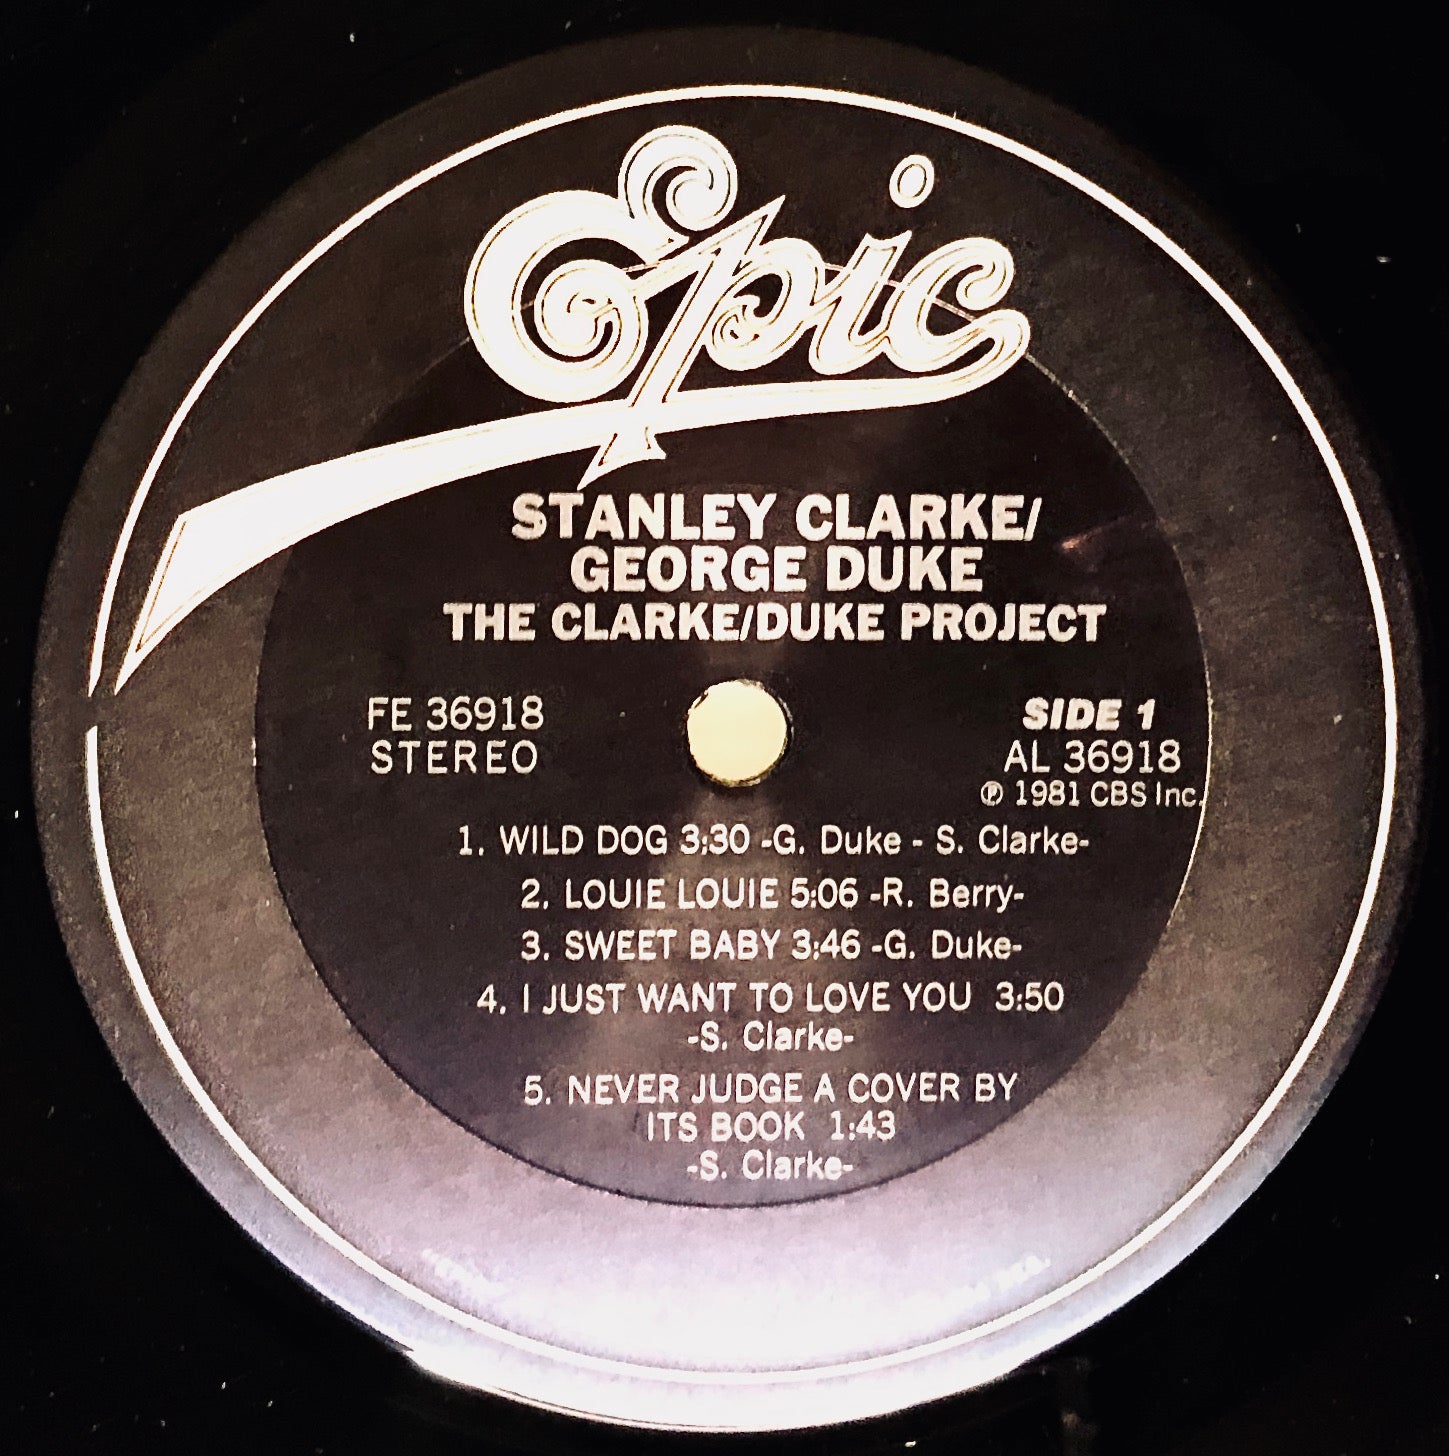 Epic
STANLEY CLARKE/
GEORGE DUKE
THE CLARKE/DUKE PROJECT
FE 36918
STEREO
SIDE 1
AL 36918
℗ 1981 CBS Inc.
1. WILD DOG 3:30 -G. Duke - S. Clarke-
2. LOUIE LOUIE 5:06 -R. Berry-
3. SWEET BABY 3:46 -G. Duke-
4. I JUST WANT TO LOVE YOU 3:50
-S. Clarke-
5. NEVER JUDGE A COVER BY
ITS BOOK 1:43
-S. Clarke-